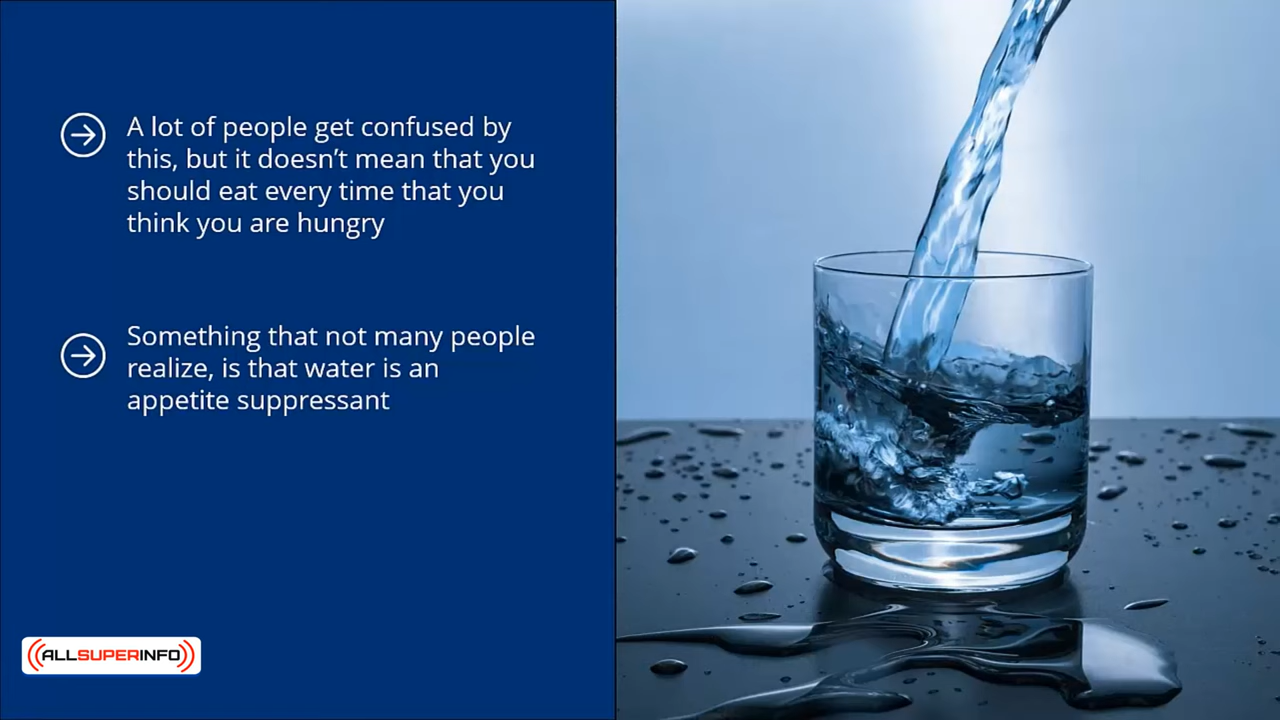 A lot of people get confused by
this, but it doesn’t mean that you
should eat every time that you
think you are hungry
Something that not many people
realize, is that water is an
appetite suppressant
ALLSUPERINFO